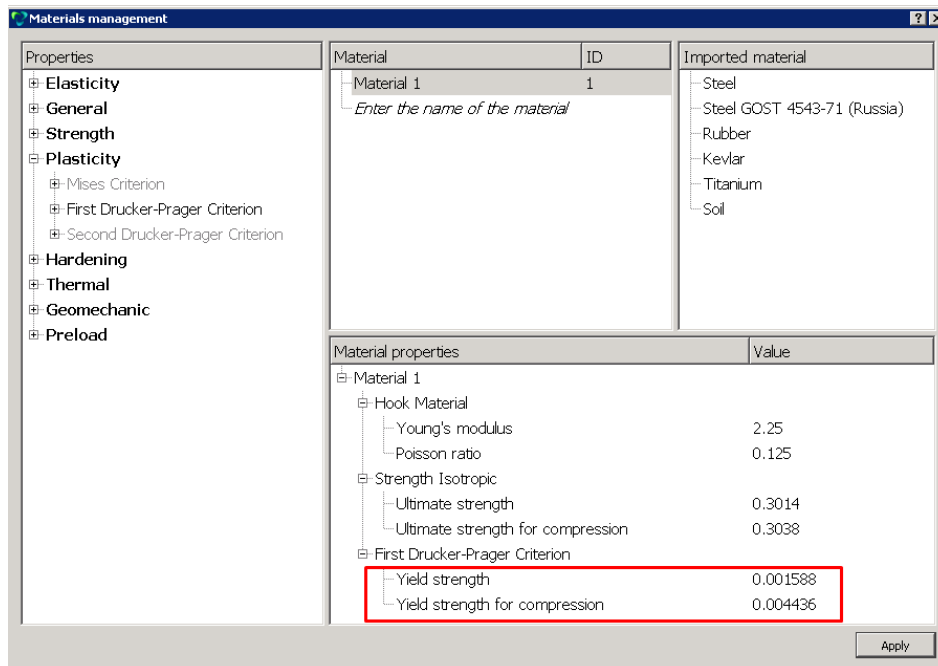 Materials management
Properties
Elasticity
General
Strength
Plasticity
Mises Criterion
First Drucker-Prager Criterion
Second Drucker-Prager Criterion
Hardening
Thermal
Geomechanic
Preload
Material ID
Material 1 1
Enter the name of the material
Imported material
Steel
Steel GOST 4543-71 (Russia)
Rubber
Kevlar
Titanium
Soil
Material properties Value
Material 1
Hook Material
Young's modulus 2.25
Poisson ratio 0.125
Strength Isotropic
Ultimate strength 0.3014
Ultimate strength for compression 0.3038
First Drucker-Prager Criterion
Yield strength 0.001588
Yield strength for compression 0.004436
Apply